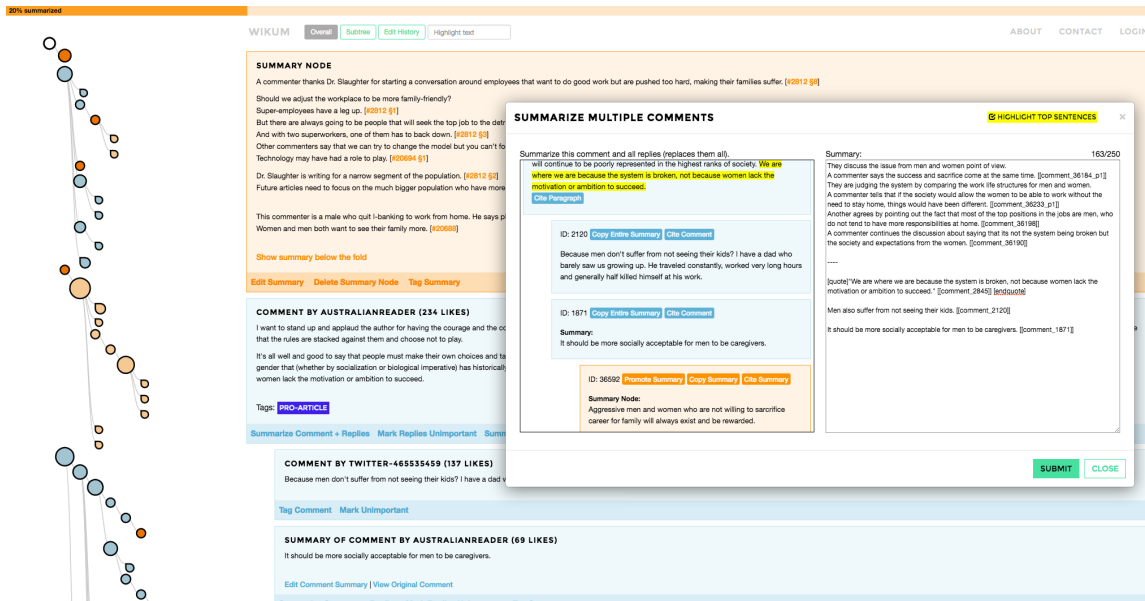 20% summarized
WIKUM Overall Subtree Edit History Highlight text ABOUT CONTACT LOGIN
SUMMARY NODE
A commenter thanks Dr. Slaughter for starting a conversation around employees that want to do good work but are pushed too hard, making their families suffer. [#2812 §8]
Should we adjust the workplace to be more family-friendly?
Super-employees have a leg up. [#2812 §1]
But there are always going to be people that will seek the top job to the detr
And with two superworkers, one of them has to back down. [#2812 §3]
Other commenters say that we can try to change the model but you can't fo
Technology may have had a role to play. [#20694 §1]
Dr. Slaughter is writing for a narrow segment of the population. [#2812 §2]
Future articles need to focus on the much bigger population who have more
This commenter is a male who quit I-banking to work from home. He says p
Women and men both want to see their family more. [#20688]
Show summary below the fold
Edit Summary Delete Summary Node Tag Summary
COMMENT BY AUSTRALIANREADER (234 LIKES)
I want to stand up and applaud the author for having the courage and the co
that the rules are stacked against them and choose not to play.
It's all well and good to say that people must make their own choices and ta
gender that (whether by socialization or biological imperative) has historically
women lack the motivation or ambition to succeed.
Tags: PRO-ARTICLE
Summarize Comment + Replies Mark Replies Unimportant Summ
COMMENT BY TWITTER-465535459 (137 LIKES)
Because men don't suffer from not seeing their kids? I have a dad v
Tag Comment Mark Unimportant
SUMMARY OF COMMENT BY AUSTRALIANREADER (69 LIKES)
It should be more socially acceptable for men to be caregivers.
Edit Comment Summary | View Original Comment
SUMMARIZE MULTIPLE COMMENTS
HIGHLIGHT TOP SENTENCES ×
Summarize this comment and all replies (replaces them all).
will continue to be poorly represented in the highest ranks of society. We are
where we are because the system is broken, not because women lack the
motivation or ambition to succeed.
Cite Paragraph
ID: 2120 Copy Entire Summary Cite Comment
Because men don't suffer from not seeing their kids? I have a dad who
barely saw us growing up. He traveled constantly, worked very long hours
and generally half killed himself at his work.
ID: 1871 Copy Entire Summary Cite Comment
Summary:
It should be more socially acceptable for men to be caregivers.
ID: 36592 Promote Summary Copy Summary Cite Summary
Summary Node:
Aggressive men and women who are not willing to sarcrifice
career for family will always exist and be rewarded.
Summary: 163/250
They discuss the issue from men and women point of view.
A commenter says the success and sacrifice come at the same time. [[comment_36184_p1]]
They are judging the system by comparing the work life structures for men and women.
A commenter tells that if the society would allow the women to be able to work without the
need to stay home, things would have been different. [[comment_36233_p1]]
Another agrees by pointing out the fact that most of the top positions in the jobs are men, who
do not tend to have more responsibilities at home. [[comment_36198]]
A commenter continues the discussion about saying that its not the system being broken but
the society and expectations from the women. [[comment_36190]]
----
[quote]"We are where we are because the system is broken, not because women lack the
motivation or ambition to succeed." [[comment_2845]] [endquote]
Men also suffer from not seeing their kids. [[comment_2120]]
It should be more socially acceptable for men to be caregivers. [[comment_1871]]
SUBMIT CLOSE